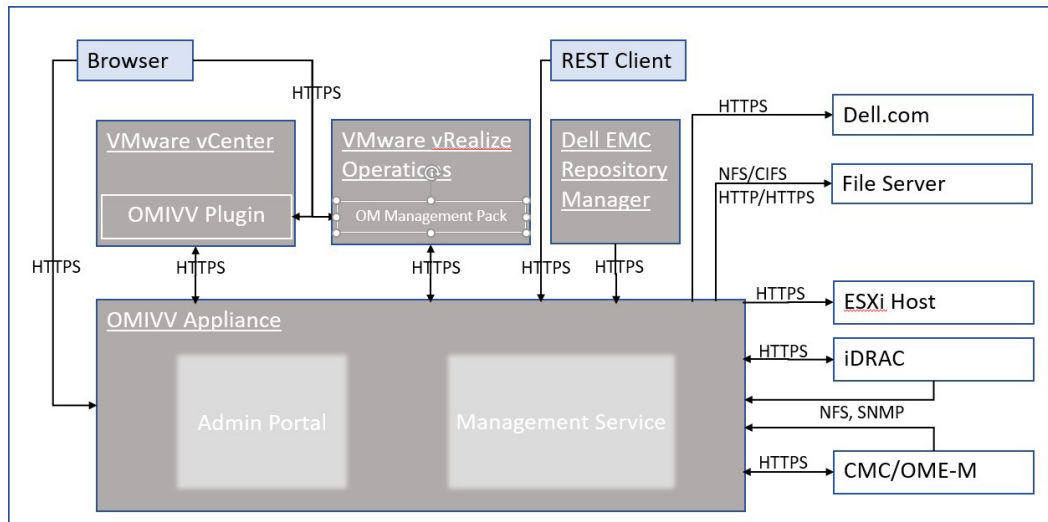 Browser
REST Client
HTTPS
HTTPS
Dell.com
VMware vCenter
OMIVV Plugin
VMware vRealize
Operations
OM Management Pack
Dell EMC
Repository
Manager
NFS/CIFS
HTTP/HTTPS
File Server
HTTPS
HTTPS
HTTPS
HTTPS
HTTPS
OMIVV Appliance
Admin Portal
Management Service
HTTPS
ESXi Host
HTTPS
iDRAC
NFS, SNMP
HTTPS
CMC/OME-M